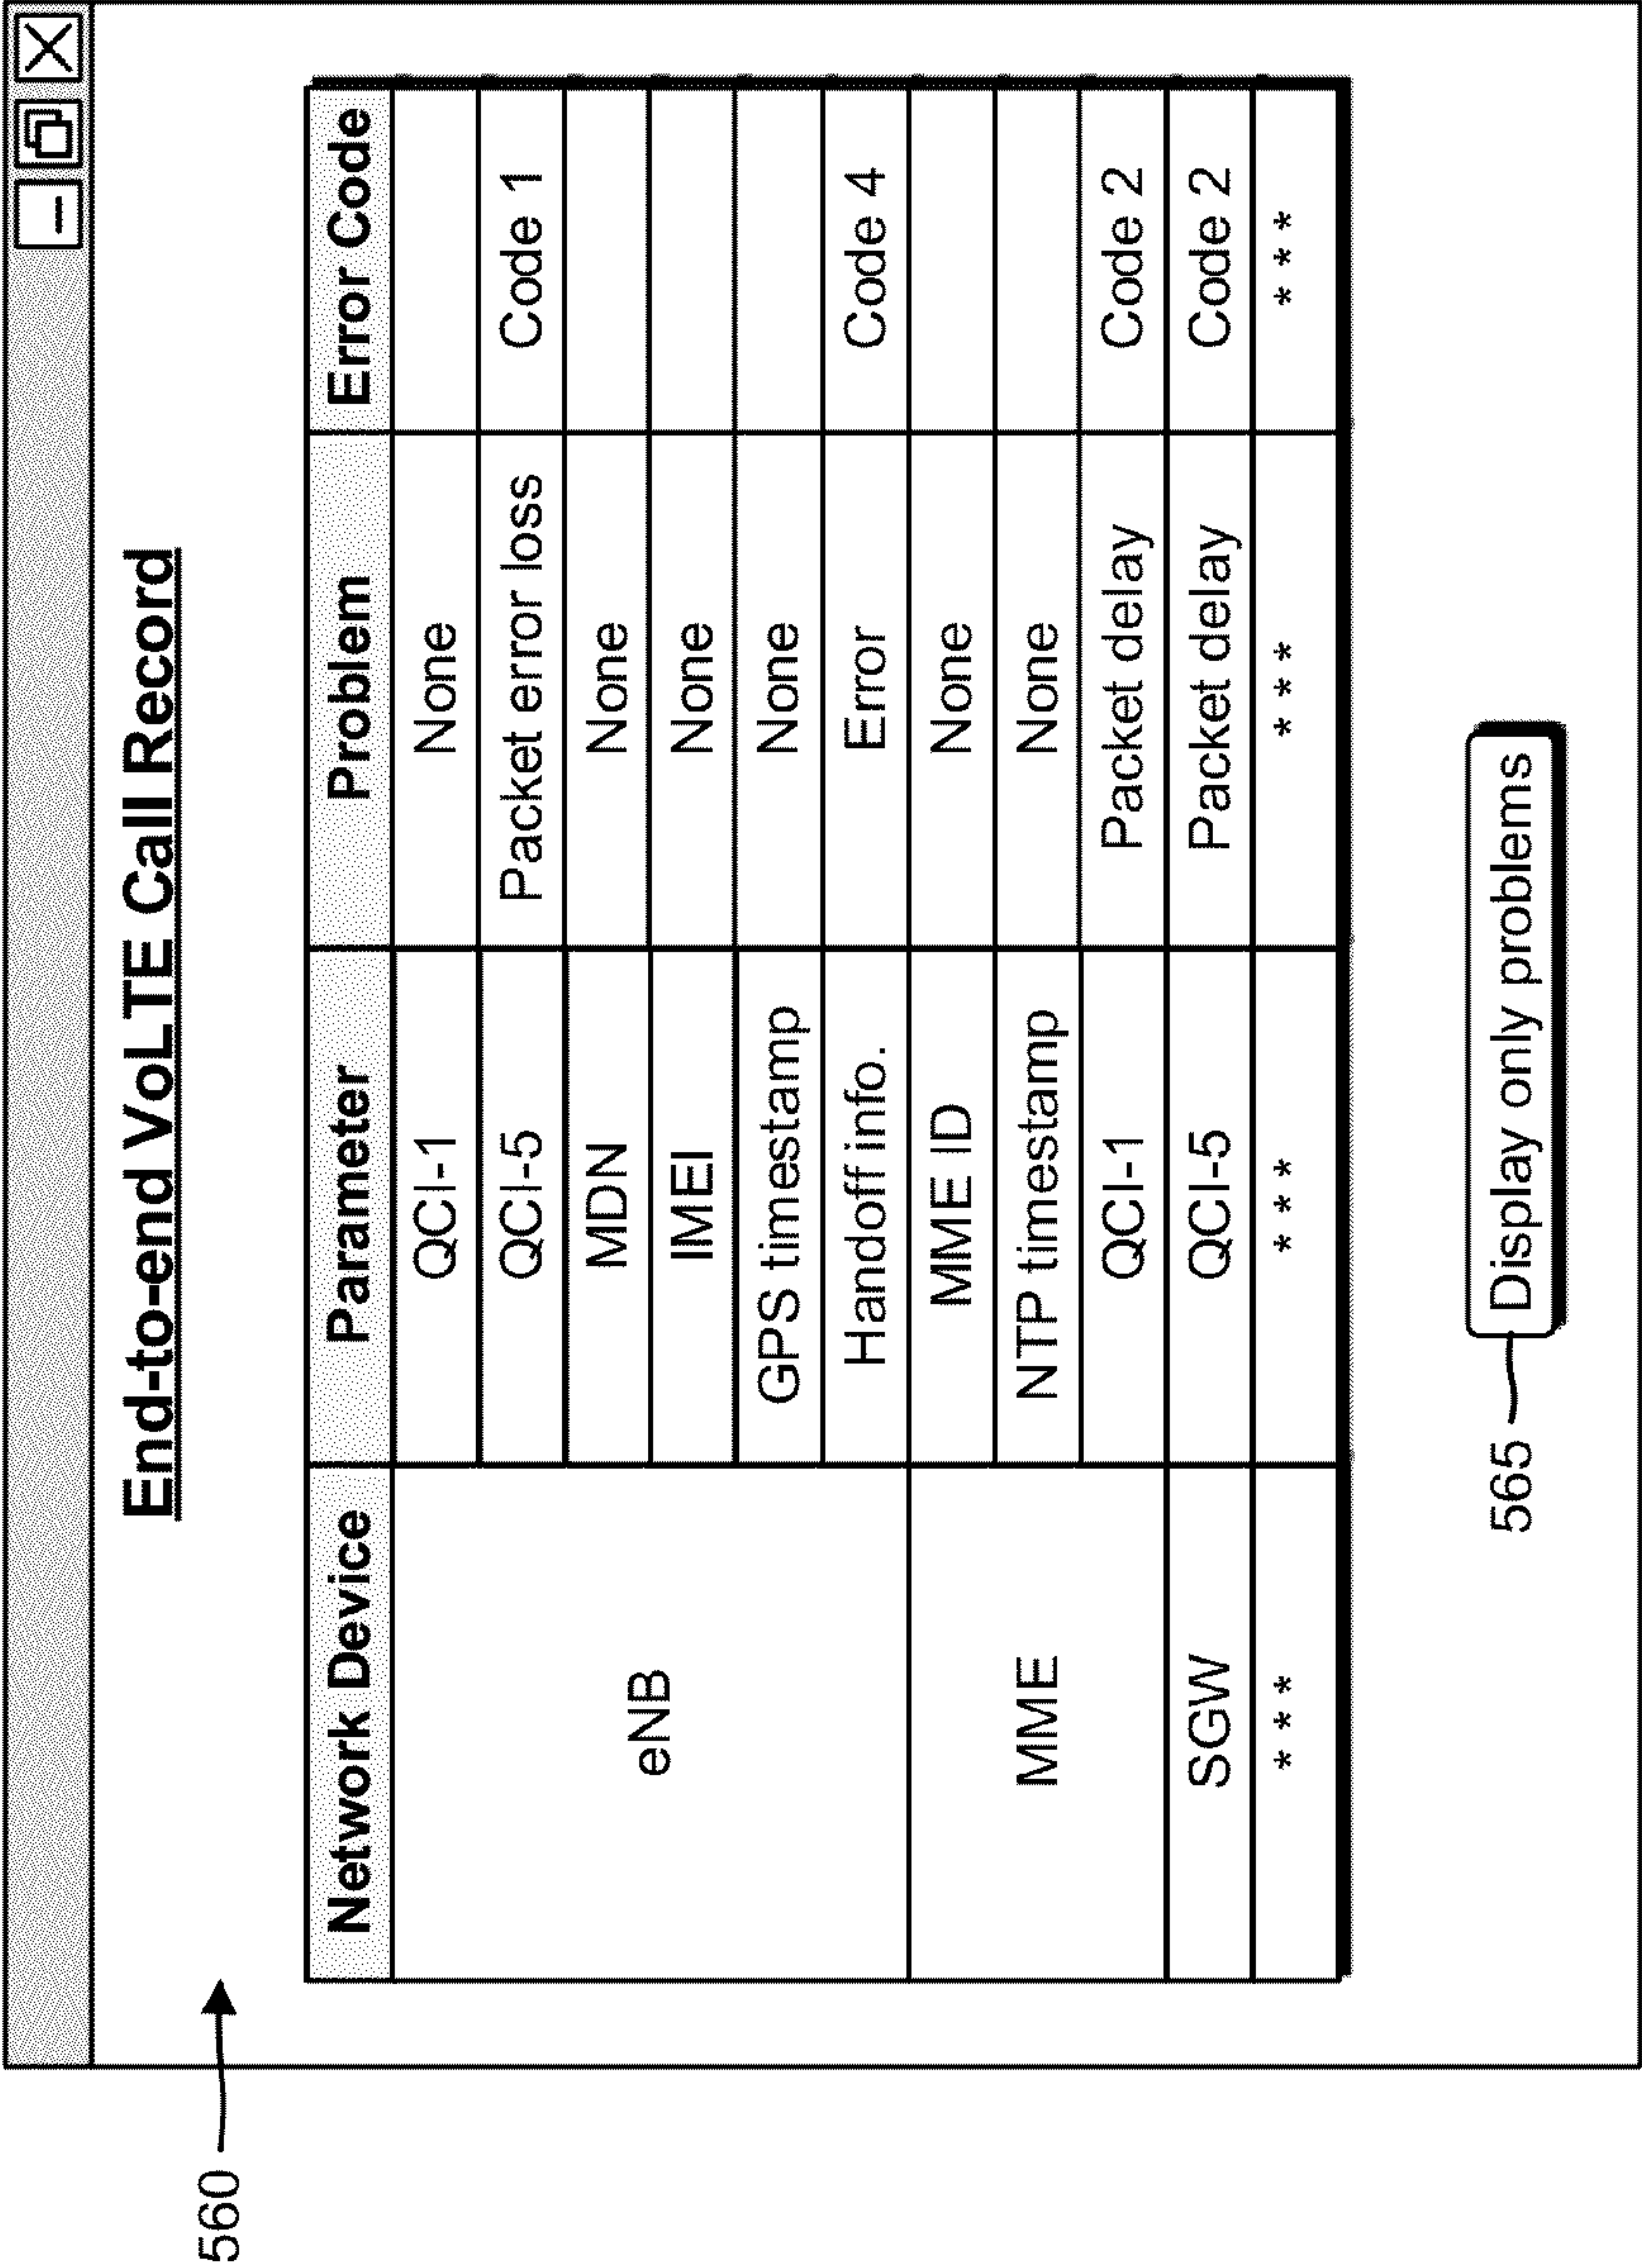 560
End-to-end VoLTE Call Record
Network Device Parameter Problem Error Code
eNB QCI-1 None
QCI-5 Packet error loss Code 1
MDN None
IMEI None
GPS timestamp None
Handoff info. Error Code 4
MME MME ID None
NTP timestamp None
QCI-1 Packet delay Code 2
SGW QCI-5 Packet delay Code 2
* * * * * * * * * * * *
565 Display only problems